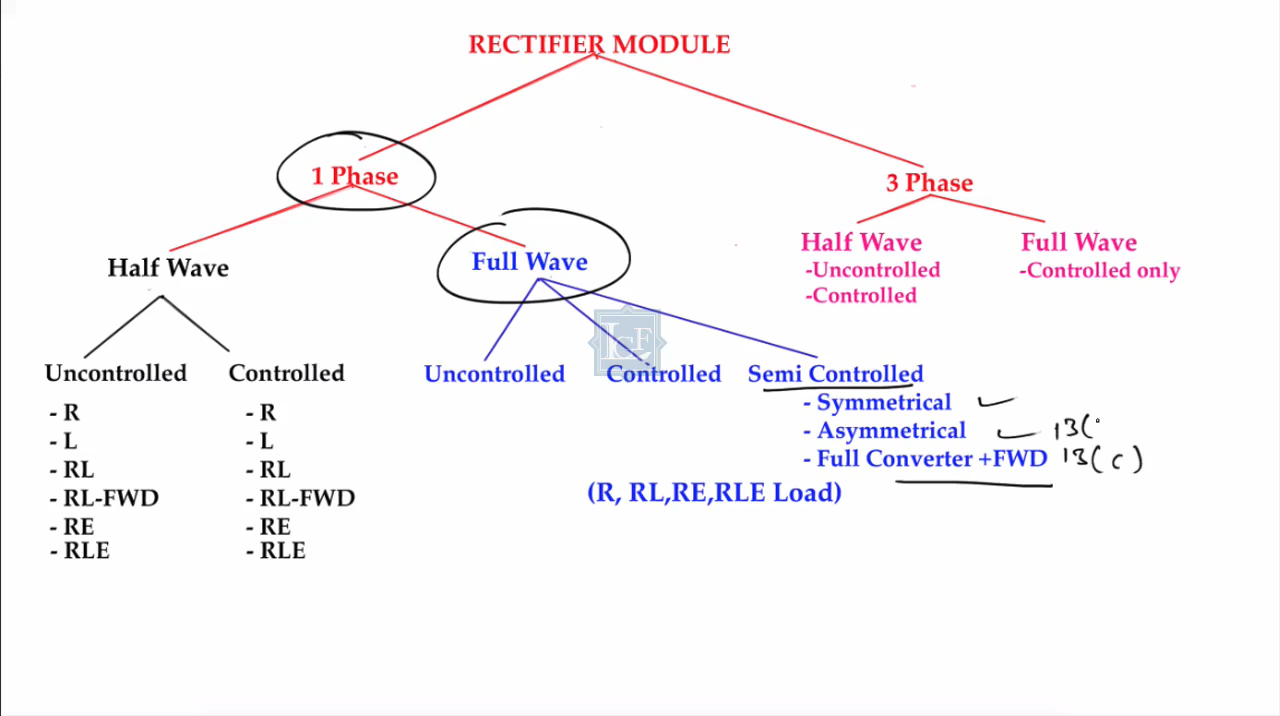 RECTIFIER MODULE
1 Phase
3 Phase
Half Wave
-Uncontrolled
-Controlled
Full Wave
-Controlled only
Half Wave
Full Wave
Uncontrolled
- R
- L
- RL
- RL-FWD
- RE
- RLE
Controlled
- R
- L
- RL
- RL-FWD
- RE
- RLE
Uncontrolled
Controlled
Semi Controlled
- Symmetrical
- Asymmetrical 13(
- Full Converter +FWD 13(c)
(R, RL,RE,RLE Load)